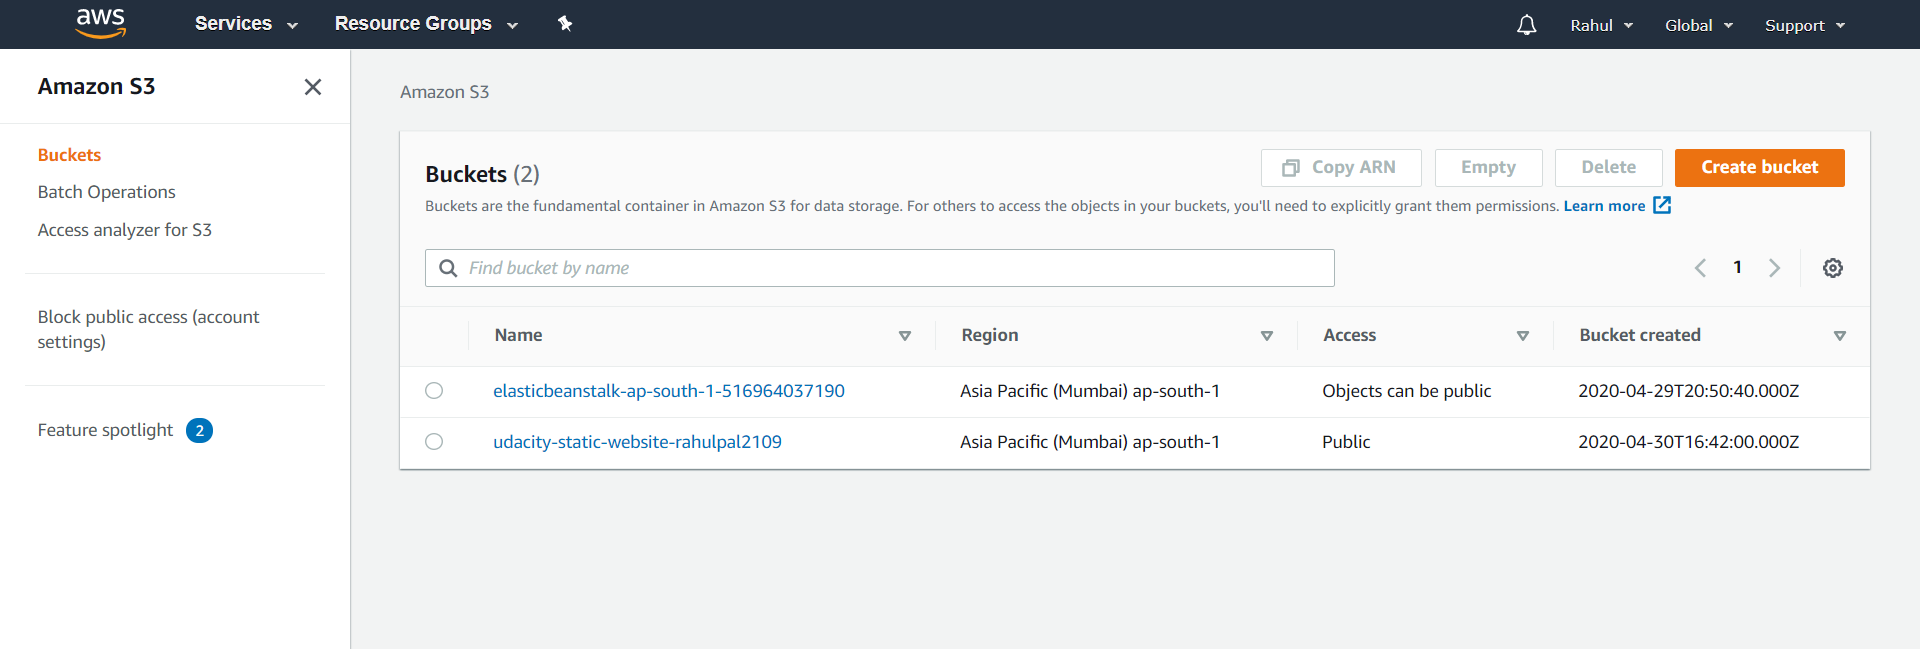 aws Services Resource Groups Rahul Global Support
Amazon S3
Buckets
Batch Operations
Access analyzer for S3
Block public access (account
settings)
Feature spotlight 2
Amazon S3
Buckets (2)
Copy ARN Empty Delete Create bucket
Buckets are the fundamental container in Amazon S3 for data storage. For others to access the objects in your buckets, you'll need to explicitly grant them permissions. Learn more
Find bucket by name
1
Name Region Access Bucket created
elasticbeanstalk-ap-south-1-516964037190 Asia Pacific (Mumbai) ap-south-1 Objects can be public 2020-04-29T20:50:40.000Z
udacity-static-website-rahulpal2109 Asia Pacific (Mumbai) ap-south-1 Public 2020-04-30T16:42:00.000Z